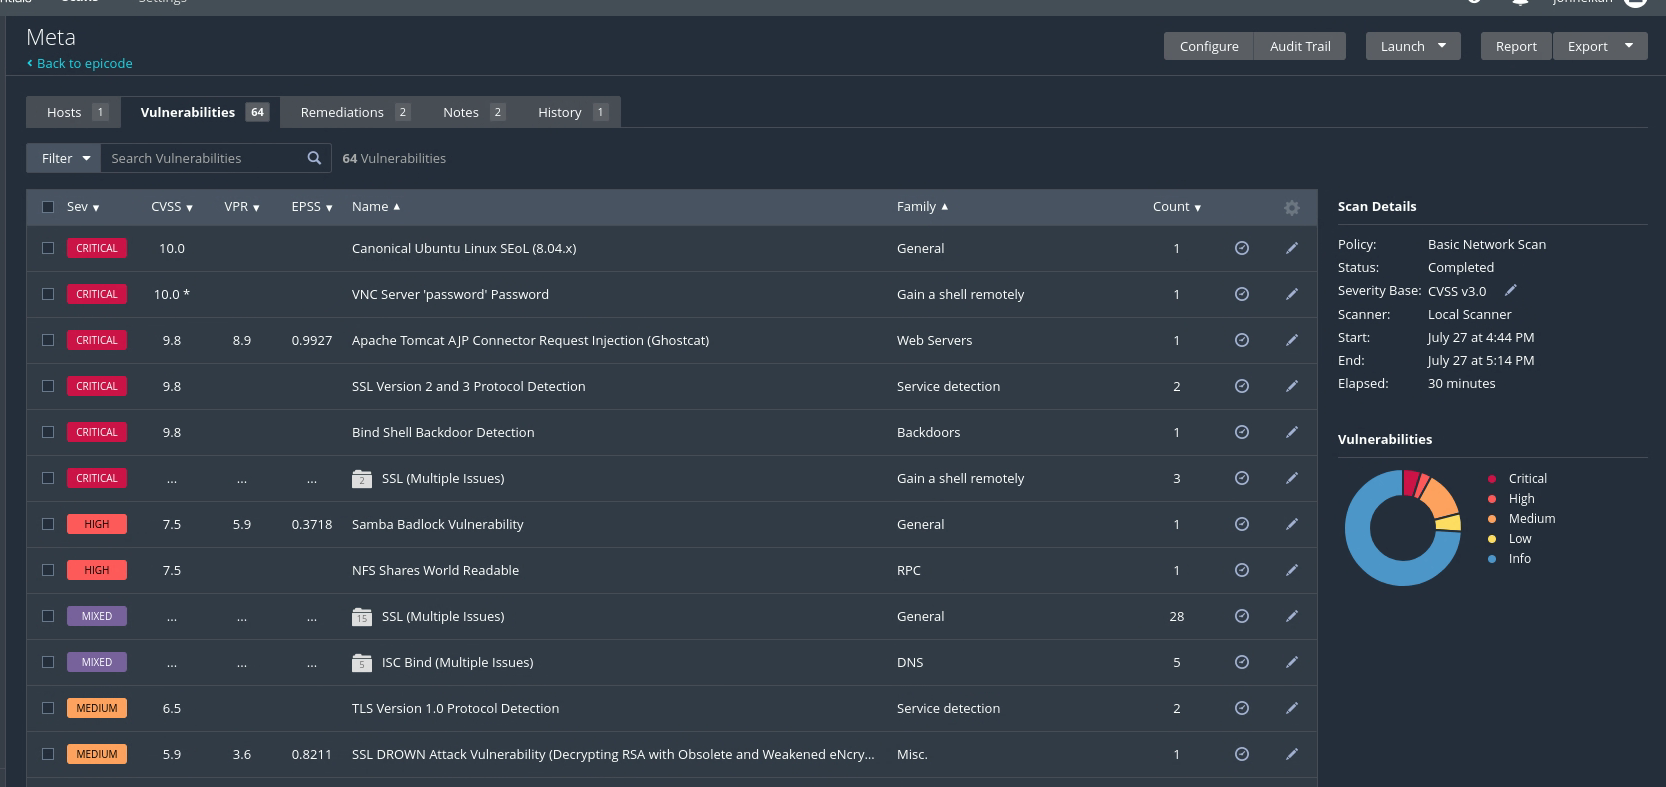 Settings
Meta
Back to epicode
Configure Audit Trail Launch Report Export
Hosts 1 Vulnerabilities 64 Remediations 2 Notes 2 History 1
Filter Search Vulnerabilities 64 Vulnerabilities
Sev CVSS VPR EPSS Name Family Count
CRITICAL 10.0 Canonical Ubuntu Linux SEoL (8.04.x) General 1
CRITICAL 10.0 * VNC Server 'password' Password Gain a shell remotely 1
CRITICAL 9.8 8.9 0.9927 Apache Tomcat AJP Connector Request Injection (Ghostcat) Web Servers 1
CRITICAL 9.8 SSL Version 2 and 3 Protocol Detection Service detection 2
CRITICAL 9.8 Bind Shell Backdoor Detection Backdoors 1
CRITICAL ... ... ... 2 SSL (Multiple Issues) Gain a shell remotely 3
HIGH 7.5 5.9 0.3718 Samba Badlock Vulnerability General 1
HIGH 7.5 NFS Shares World Readable RPC 1
MIXED ... ... ... 15 SSL (Multiple Issues) General 28
MIXED ... ... ... 5 ISC Bind (Multiple Issues) DNS 5
MEDIUM 6.5 TLS Version 1.0 Protocol Detection Service detection 2
MEDIUM 5.9 3.6 0.8211 SSL DROWN Attack Vulnerability (Decrypting RSA with Obsolete and Weakened eNcry... Misc. 1
Scan Details
Policy: Basic Network Scan
Status: Completed
Severity Base: CVSS v3.0
Scanner: Local Scanner
Start: July 27 at 4:44 PM
End: July 27 at 5:14 PM
Elapsed: 30 minutes
Vulnerabilities
Critical
High
Medium
Low
Info